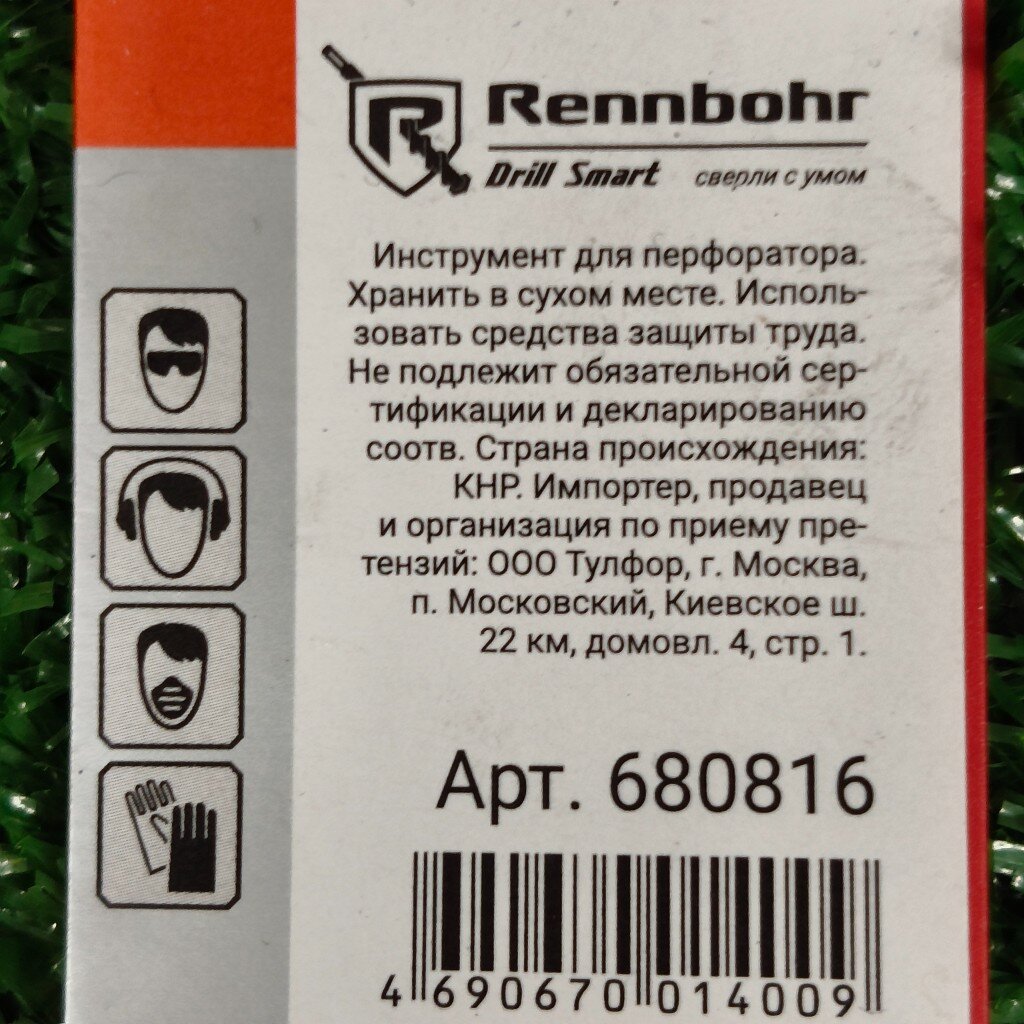 R
Rennbohr
Drill Smart сверли с умом
Инструмент для перфоратора.
Хранить в сухом месте. Исполь-
зовать средства защиты труда.
Не подлежит обязательной сер-
тификации и декларированию
соотв. Страна происхождения:
КНР. Импортер, продавец
и организация по приему пре-
тензий: ООО Тулфор, г. Москва,
п. Московский, Киевское ш.
22 км, домовл. 4, стр. 1.
Арт. 680816
4 690670 014009